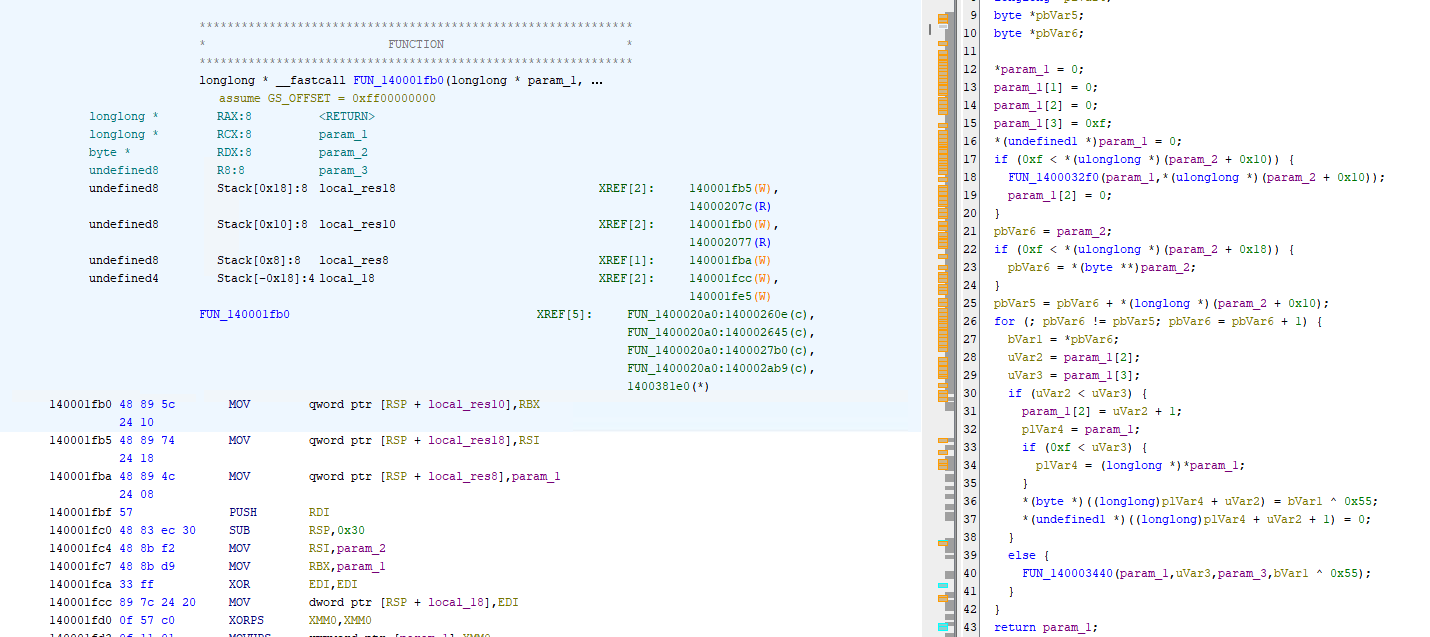 ************************************************************
* FUNCTION *
************************************************************
longlong * __fastcall FUN_140001fb0(longlong * param_1, ...
assume GS_OFFSET = 0xff00000000
longlong * RAX:8 <RETURN>
longlong * RCX:8 param_1
byte * RDX:8 param_2
undefined8 R8:8 param_3
undefined8 Stack[0x18]:8 local_res18 XREF[2]: 140001fb5(W),
14000207c(R)
undefined8 Stack[0x10]:8 local_res10 XREF[2]: 140001fb0(W),
140002077(R)
undefined8 Stack[0x8]:8 local_res8 XREF[1]: 140001fba(W)
undefined4 Stack[-0x18]:4 local_18 XREF[2]: 140001fcc(W),
140001fe5(W)
FUN_140001fb0 XREF[5]: FUN_1400020a0:14000260e(c),
FUN_1400020a0:140002645(c),
FUN_1400020a0:1400027b0(c),
FUN_1400020a0:140002ab9(c),
1400381e0(*)
140001fb0 48 89 5c MOV qword ptr [RSP + local_res10],RBX
24 10
140001fb5 48 89 74 MOV qword ptr [RSP + local_res18],RSI
24 18
140001fba 48 89 4c MOV qword ptr [RSP + local_res8],param_1
24 08
140001fbf 57 PUSH RDI
140001fc0 48 83 ec 30 SUB RSP,0x30
140001fc4 48 8b f2 MOV RSI,param_2
140001fc7 48 8b d9 MOV RBX,param_1
140001fca 33 ff XOR EDI,EDI
140001fcc 89 7c 24 20 MOV dword ptr [RSP + local_18],EDI
140001fd0 0f 57 c0 XORPS XMM0,XMM0
9 byte *pbVar5;
10 byte *pbVar6;
11
12 *param_1 = 0;
13 param_1[1] = 0;
14 param_1[2] = 0;
15 param_1[3] = 0xf;
16 *(undefined1 *)param_1 = 0;
17 if (0xf < *(ulonglong *)(param_2 + 0x10)) {
18 FUN_1400032f0(param_1,*(ulonglong *)(param_2 + 0x10));
19 param_1[2] = 0;
20 }
21 pbVar6 = param_2;
22 if (0xf < *(ulonglong *)(param_2 + 0x18)) {
23 pbVar6 = *(byte **)param_2;
24 }
25 pbVar5 = pbVar6 + *(longlong *)(param_2 + 0x10);
26 for (; pbVar6 != pbVar5; pbVar6 = pbVar6 + 1) {
27 bVar1 = *pbVar6;
28 uVar2 = param_1[2];
29 uVar3 = param_1[3];
30 if (uVar2 < uVar3) {
31 param_1[2] = uVar2 + 1;
32 plVar4 = param_1;
33 if (0xf < uVar3) {
34 plVar4 = (longlong *)*param_1;
35 }
36 *(byte *)((longlong)plVar4 + uVar2) = bVar1 ^ 0x55;
37 *(undefined1 *)((longlong)plVar4 + uVar2 + 1) = 0;
38 }
39 else {
40 FUN_140003440(param_1,uVar3,param_3,bVar1 ^ 0x55);
41 }
42 }
43 return param_1;